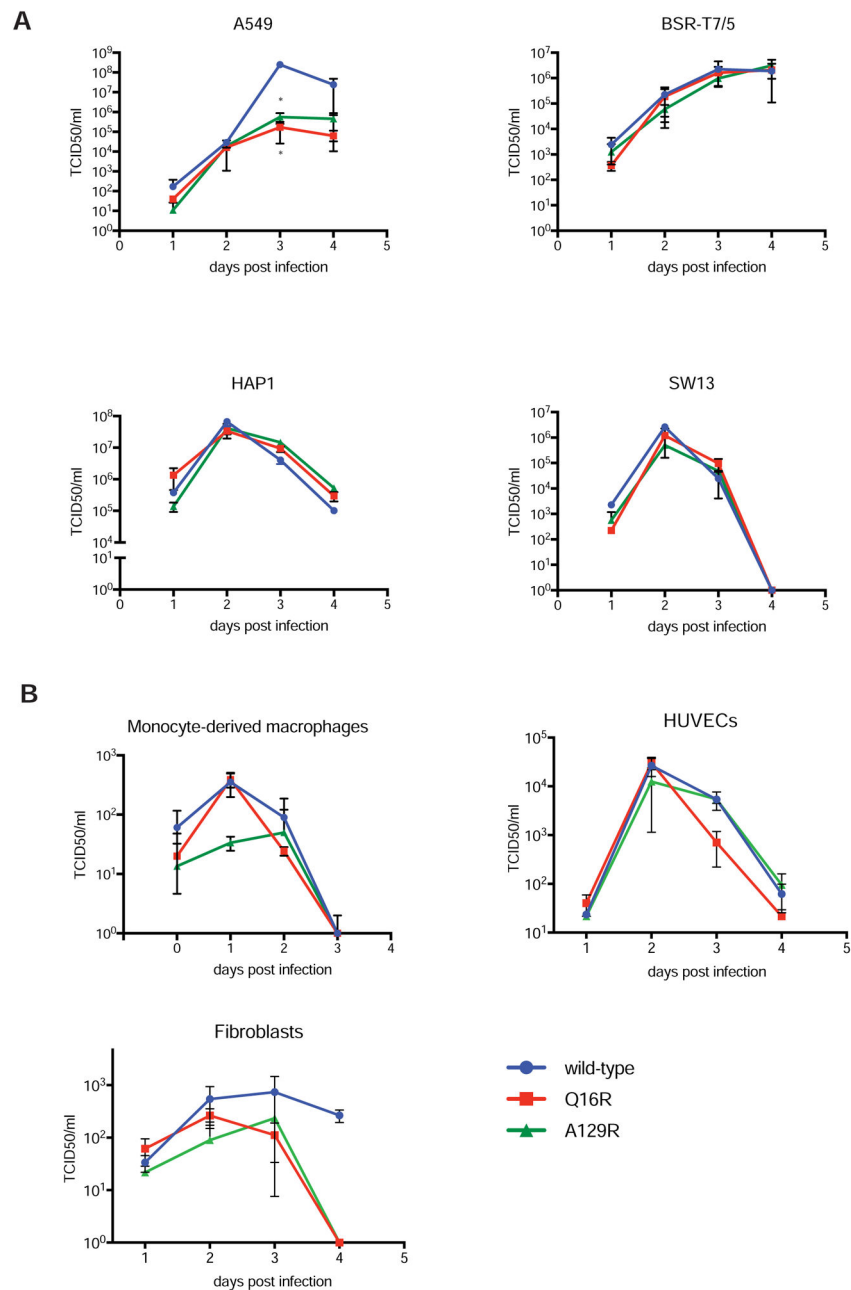 A
A549
10⁹
10⁸
10⁷
10⁶
10⁵
10⁴
10³
10²
10¹
10⁰
TCID50/ml
*
*
0 1 2 3 4 5
days post infection
BSR-T7/5
10⁷
10⁶
10⁵
10⁴
10³
10²
10¹
10⁰
TCID50/ml
0 1 2 3 4 5
days post infection
HAP1
10⁸
10⁷
10⁶
10⁵
10¹
10⁰
TCID50/ml
0 1 2 3 4 5
days post infection
SW13
10⁷
10⁶
10⁵
10⁴
10³
10²
10¹
10⁰
TCID50/ml
0 1 2 3 4 5
days post infection
B
Monocyte-derived macrophages
10³
10²
10¹
10⁰
TCID50/ml
0 1 2 3 4
days post infection
HUVECs
10⁵
10⁴
10³
10²
10¹
TCID50/ml
1 2 3 4 5
days post infection
Fibroblasts
10³
10²
10¹
10⁰
TCID50/ml
1 2 3 4 5
days post infection
wild-type
Q16R
A129R